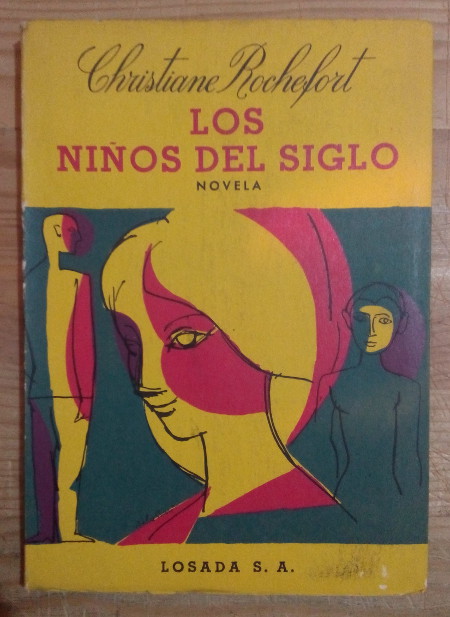 Christiane Rochefort
LOS
NIÑOS DEL SIGLO
NOVELA
LOSADA S. A.